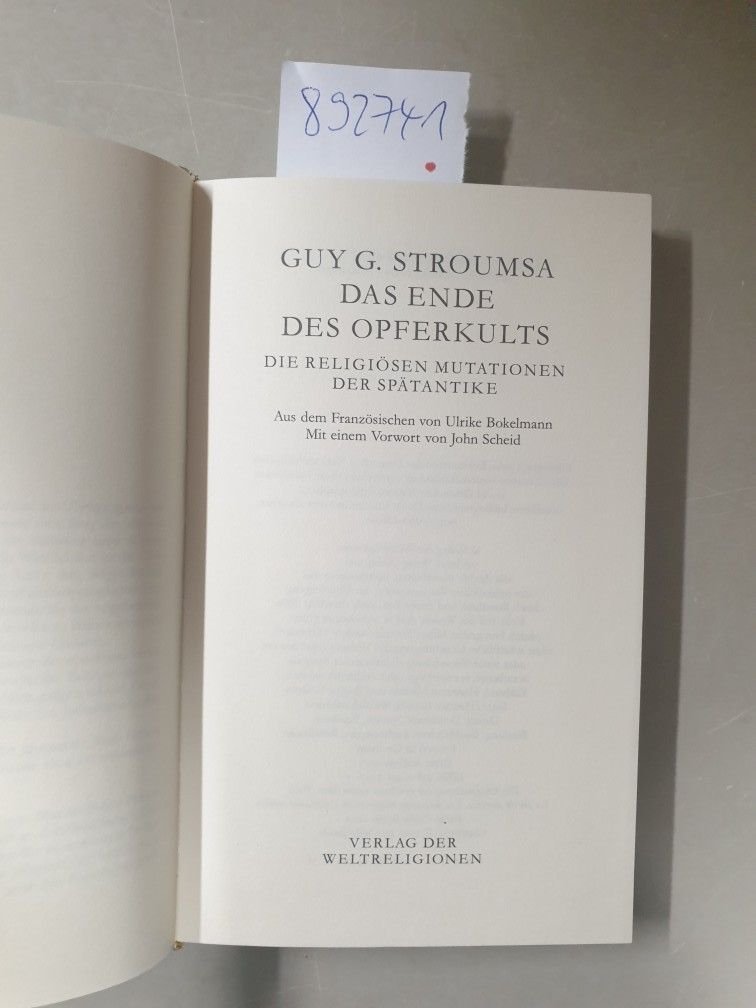 892741
GUY G. STROUMSA
DAS ENDE
DES OPFERKULTS
DIE RELIGIÖSEN MUTATIONEN
DER SPÄTANTIKE
Aus dem Französischen von Ulrike Bokelmann
Mit einem Vorwort von John Scheid
VERLAG DER
WELTRELIGIONEN